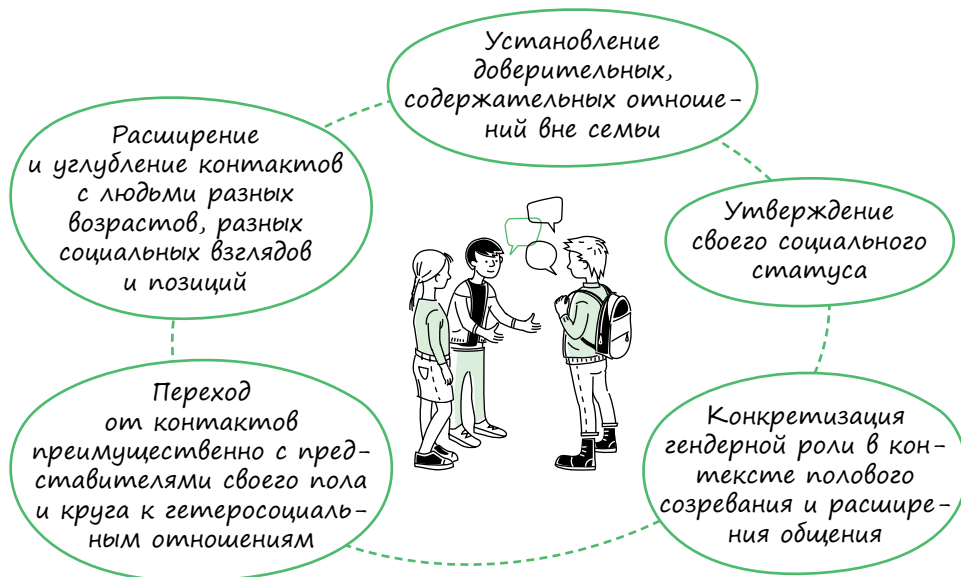 Установление
доверительных,
содержательных отноше-
ний вне семьи
Расширение
и углубление контактов
с людьми разных
возрастов, разных
социальных взглядов
и позиций
Утверждение
своего социального
статуса
Переход
от контактов
преимущественно с пред-
ставителями своего пола
и круга к гетеросоциаль-
ным отношениям
Конкретизация
гендерной роли в кон-
тексте полового
созревания и расшире-
ния общения